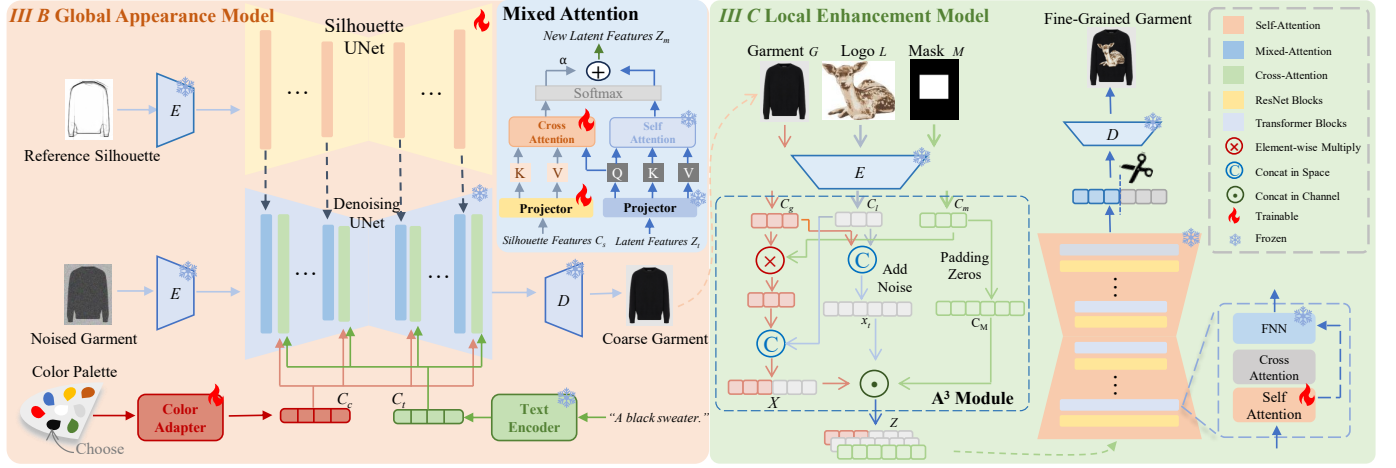 III B Global Appearance Model
Silhouette
UNet
...
...
E
Reference Silhouette
Denoising
UNet
...
...
E
Noised Garment
D
Coarse Garment
Color Palette
Choose
Color
Adapter
C_c
C_t
Text
Encoder
“A black sweater.”
Mixed Attention
New Latent Features Z_m
α
+
Softmax
Cross
Attention
Self
Attention
K
V
Q
K
V
Projector
Projector
Silhouette Features C_s
Latent Features Z_t
III C Local Enhancement Model
Garment G
Logo L
Mask M
E
C_g
C_l
C_m
×
C
Add
Noise
Padding
Zeros
x_t
C_M
C
X
A³ Module
Z
Fine-Grained Garment
D
...
...
FNN
Cross
Attention
Self
Attention
Self-Attention
Mixed-Attention
Cross-Attention
ResNet Blocks
Transformer Blocks
× Element-wise Multiply
C Concat in Space
Concat in Channel
Trainable
Frozen